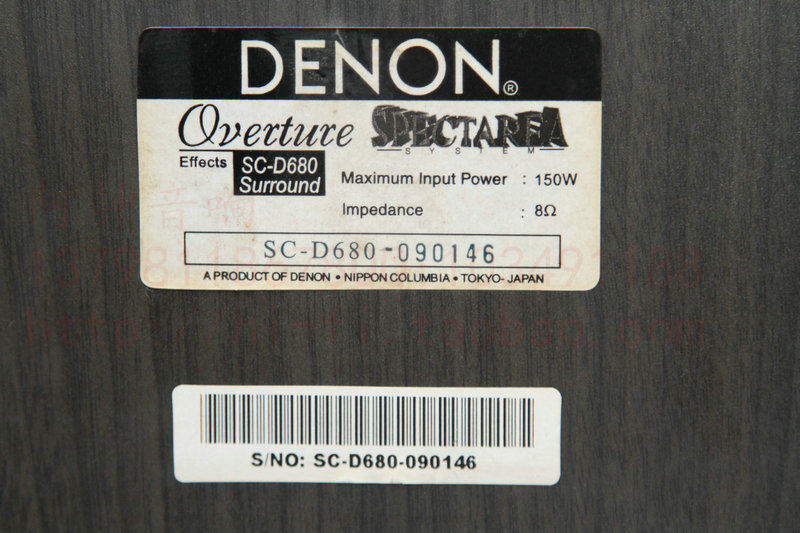 DENON®
Overture SPECTAREA
SYSTEM
Effects SC-D680 Surround
Maximum Input Power : 150W
Impedance : 8Ω
SC-D680-090146
A PRODUCT OF DENON • NIPPON COLUMBIA • TOKYO- JAPAN
S/NO: SC-D680-090146